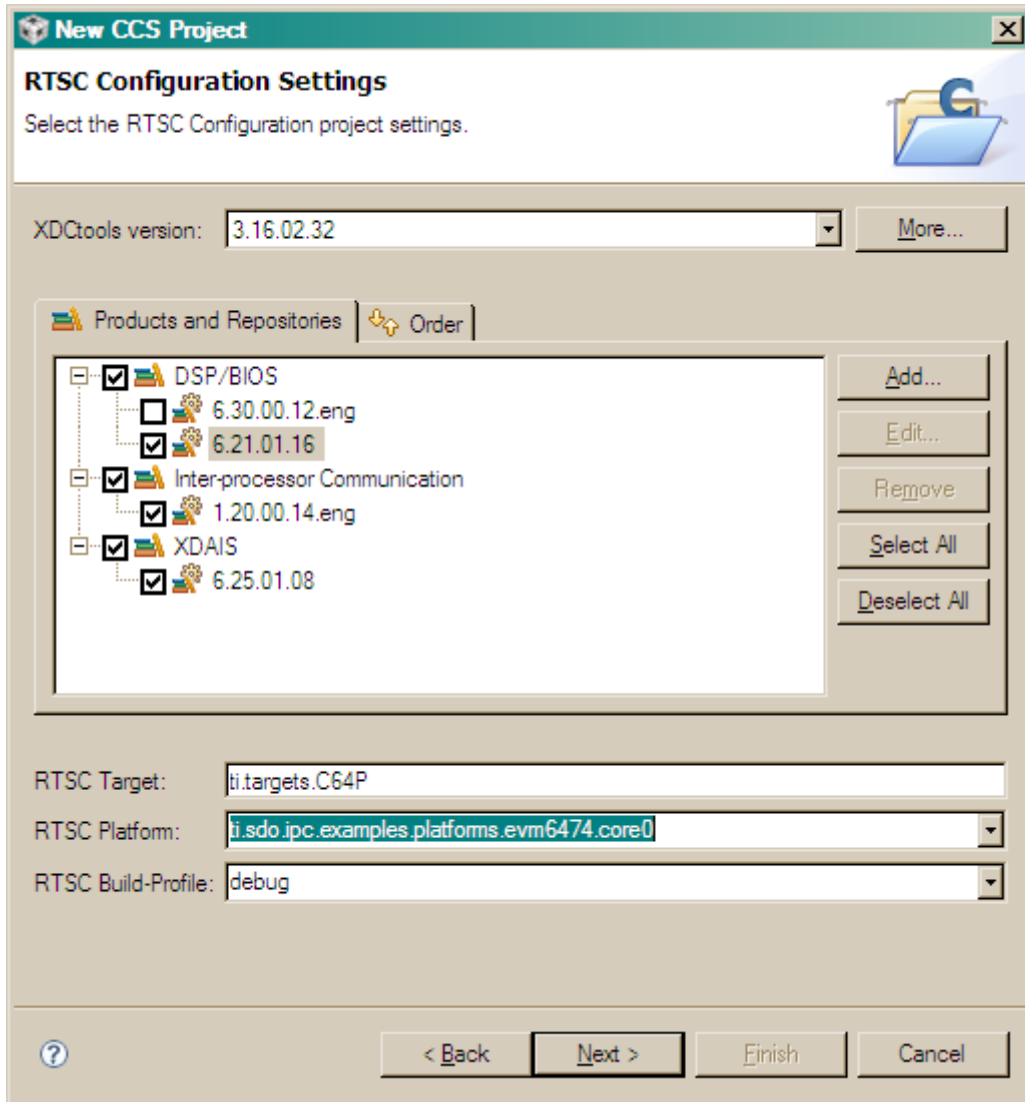 New CCS Project
RTSC Configuration Settings
Select the RTSC Configuration project settings.
XDCtools version: 3.16.02.32 More...
Products and Repositories Order
DSP/BIOS
6.30.00.12.eng
6.21.01.16
Inter-processor Communication
1.20.00.14.eng
XDAIS
6.25.01.08
Add...
Edit...
Remove
Select All
Deselect All
RTSC Target: ti.targets.C64P
RTSC Platform: ti.sdo.ipc.examples.platforms.evm6474.core0
RTSC Build-Profile: debug
? < Back Next > Finish Cancel